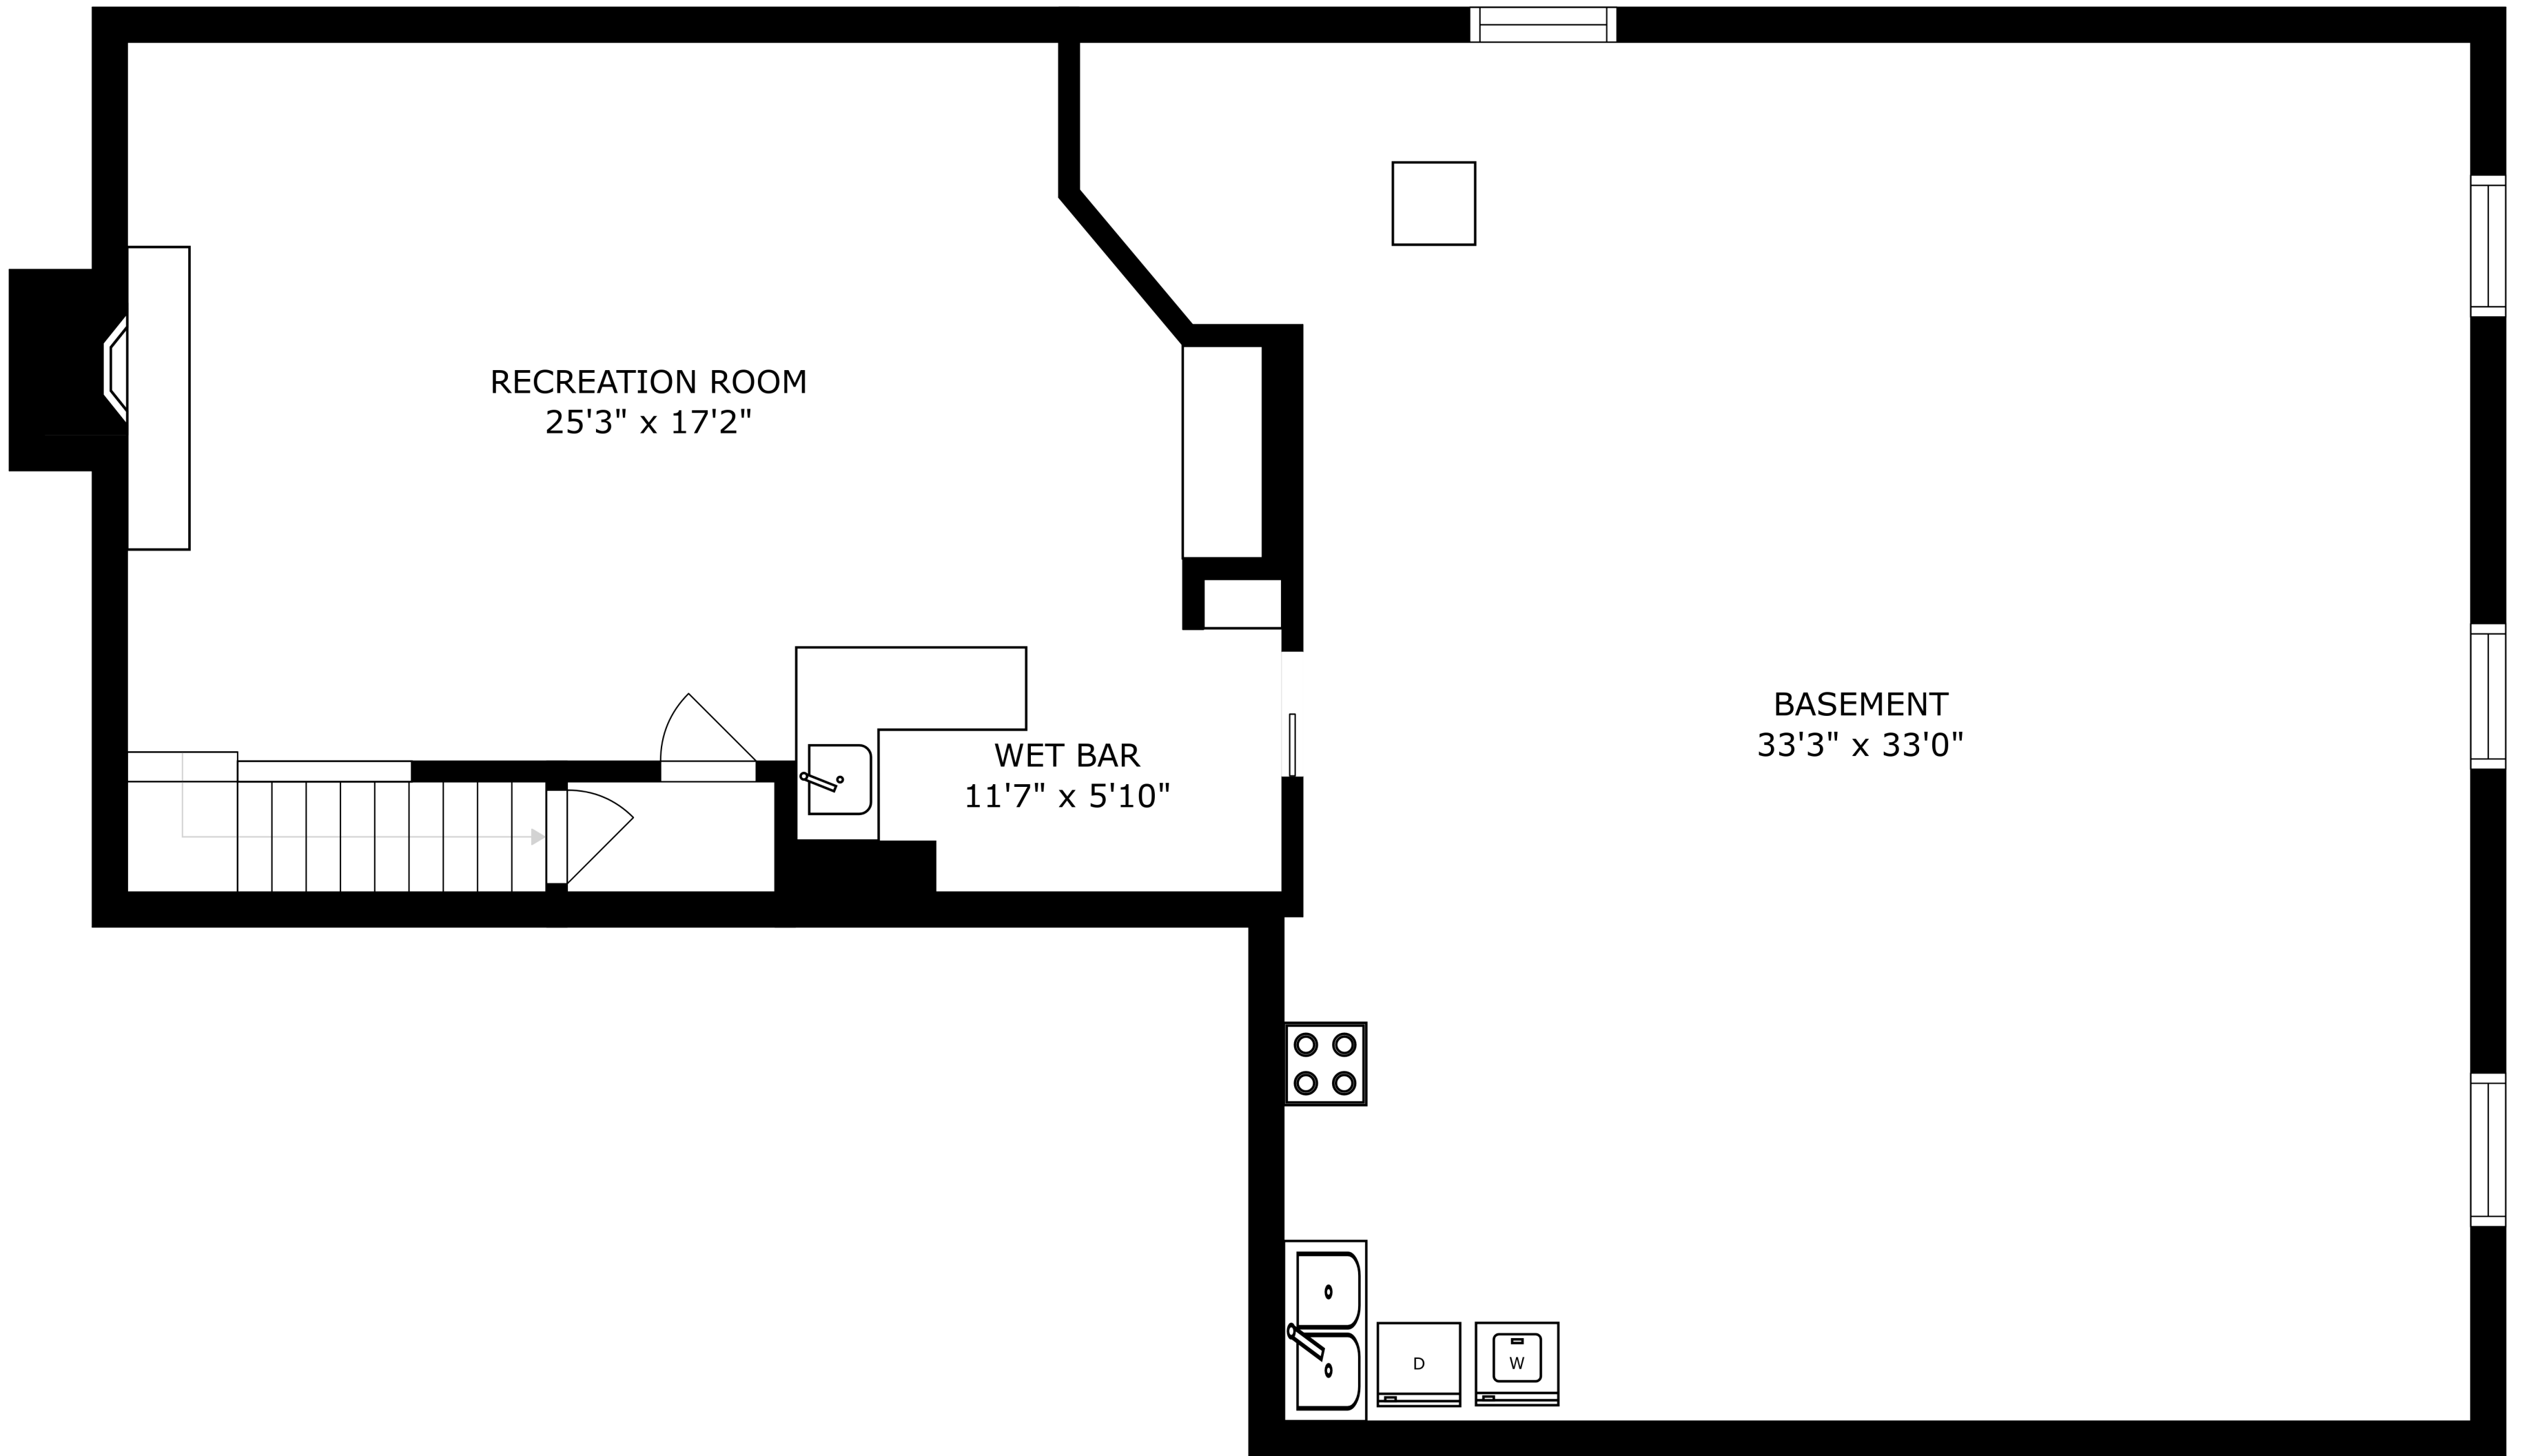 RECREATION ROOM
25'3" x 17'2"
WET BAR
11'7" x 5'10"
BASEMENT
33'3" x 33'0"
D
W